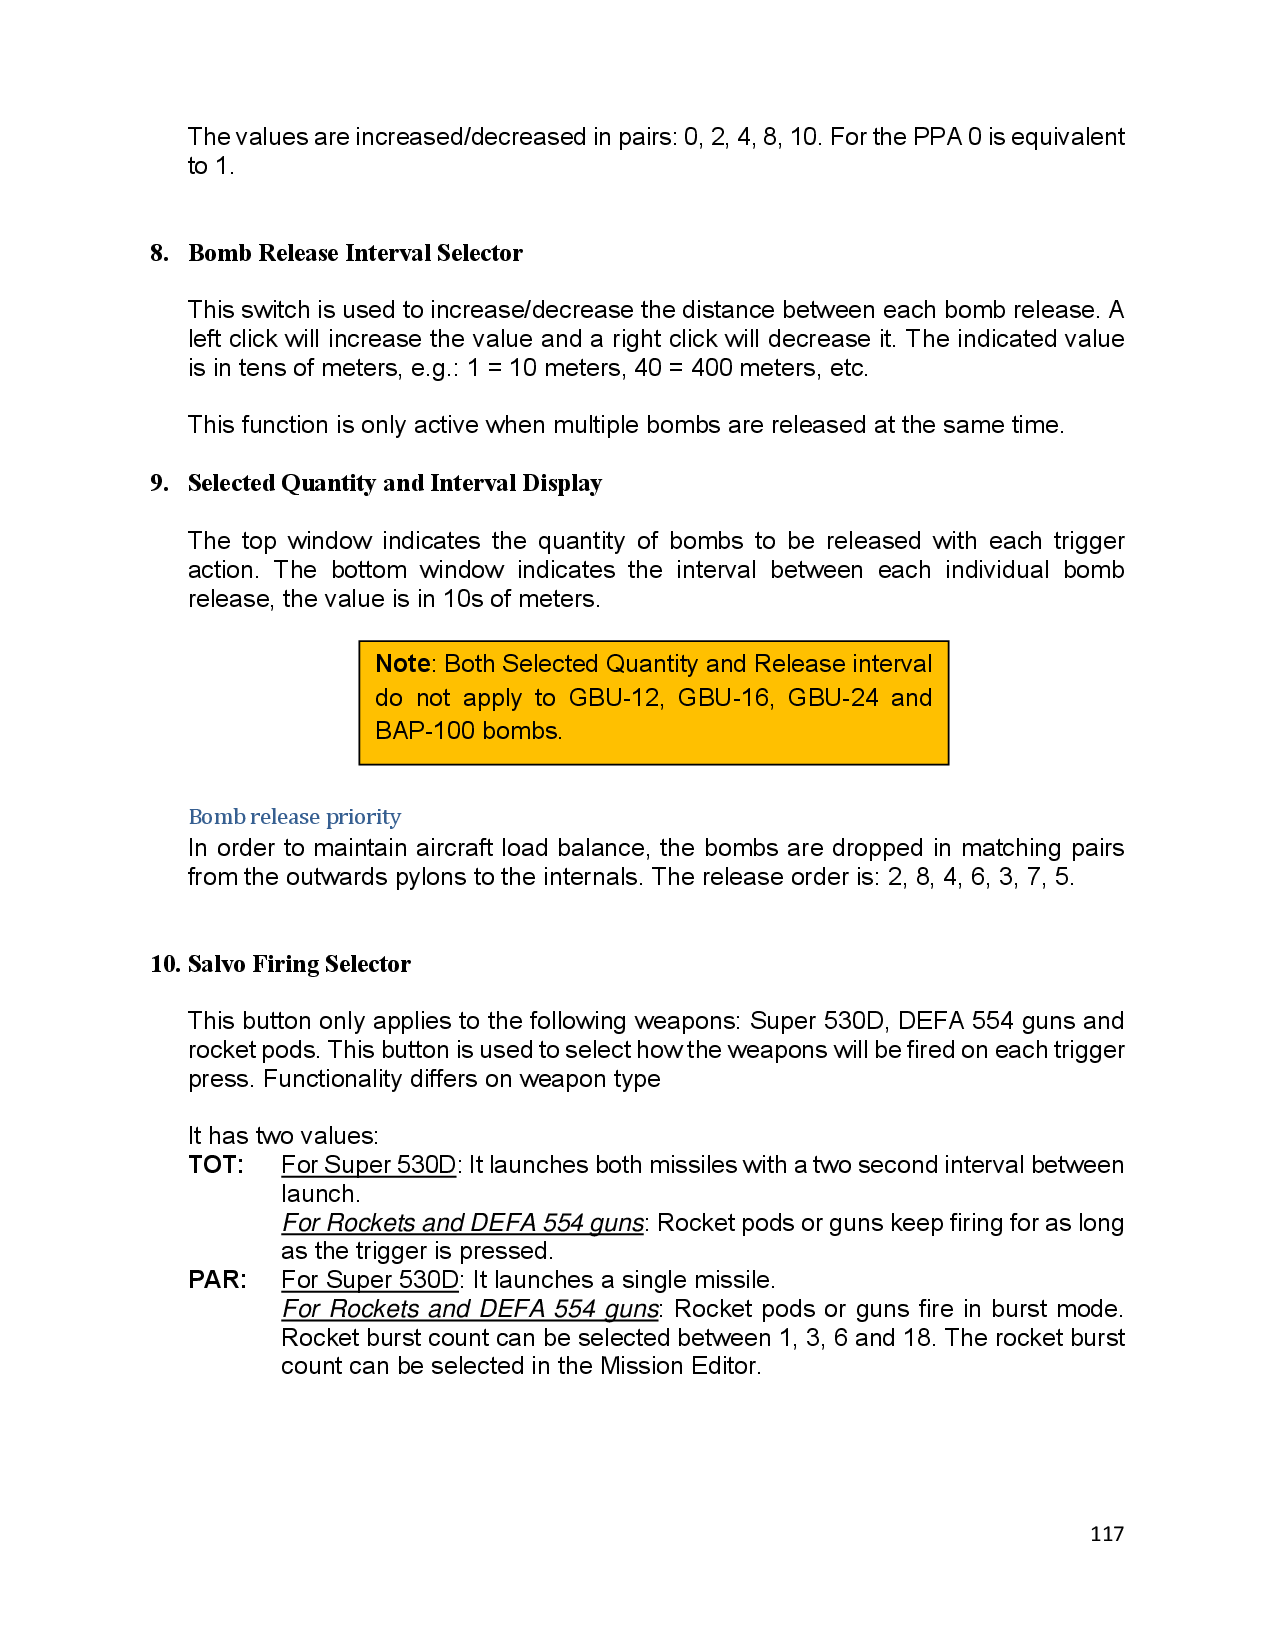 The values are increased/decreased in pairs: 0, 2, 4, 8, 10. For the PPA 0 is equivalent
to 1.
8. Bomb Release Interval Selector
This switch is used to increase/decrease the distance between each bomb release. A
left click will increase the value and a right click will decrease it. The indicated value
is in tens of meters, e.g.: 1 = 10 meters, 40 = 400 meters, etc.
This function is only active when multiple bombs are released at the same time.
9. Selected Quantity and Interval Display
The top window indicates the quantity of bombs to be released with each trigger
action. The bottom window indicates the interval between each individual bomb
release, the value is in 10s of meters.
Note: Both Selected Quantity and Release interval
do not apply to GBU-12, GBU-16, GBU-24 and
BAP-100 bombs.
Bomb release priority
In order to maintain aircraft load balance, the bombs are dropped in matching pairs
from the outwards pylons to the internals. The release order is: 2, 8, 4, 6, 3, 7, 5.
10. Salvo Firing Selector
This button only applies to the following weapons: Super 530D, DEFA 554 guns and
rocket pods. This button is used to select how the weapons will be fired on each trigger
press. Functionality differs on weapon type
It has two values:
TOT: For Super 530D: It launches both missiles with a two second interval between
launch.
For Rockets and DEFA 554 guns: Rocket pods or guns keep firing for as long
as the trigger is pressed.
PAR: For Super 530D: It launches a single missile.
For Rockets and DEFA 554 guns: Rocket pods or guns fire in burst mode.
Rocket burst count can be selected between 1, 3, 6 and 18. The rocket burst
count can be selected in the Mission Editor.
117